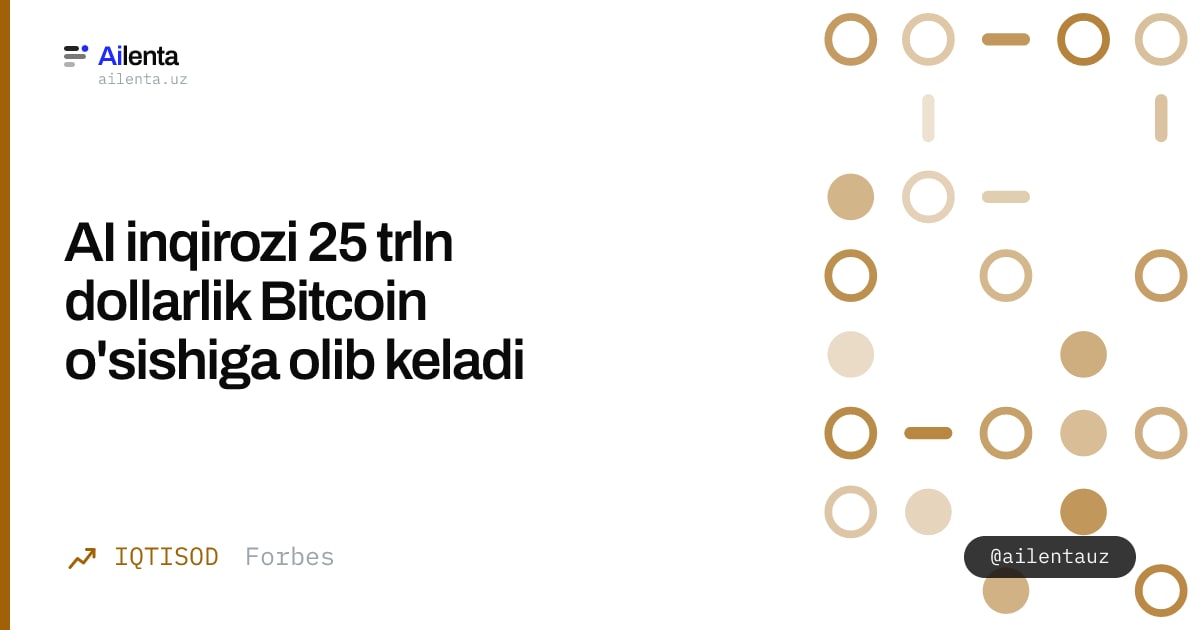 Ailenta
ailenta.uz
AI inqirozi 25 trln
dollarlik Bitcoin
o'sishiga olib keladi
IQTISOD Forbes
@ailentauz